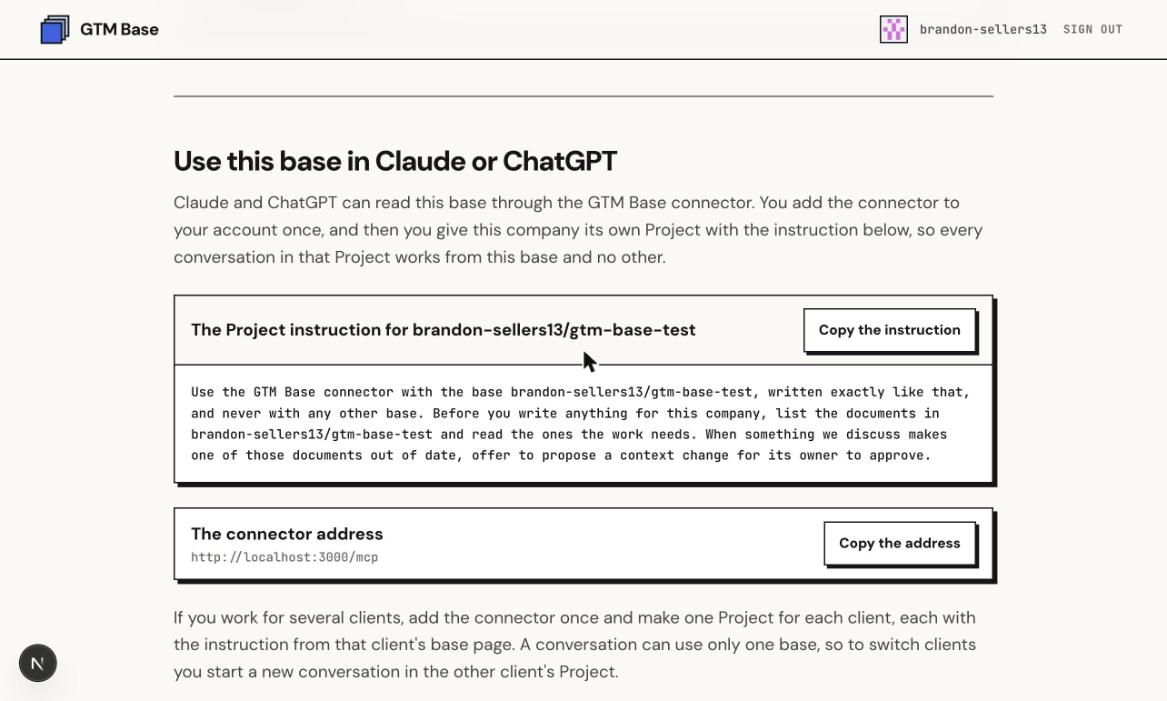 GTM Base
brandon-sellers13
SIGN OUT
Use this base in Claude or ChatGPT
Claude and ChatGPT can read this base through the GTM Base connector. You add the connector to
your account once, and then you give this company its own Project with the instruction below, so every
conversation in that Project works from this base and no other.
The Project instruction for brandon-sellers13/gtm-base-test
Copy the instruction
Use the GTM Base connector with the base brandon-sellers13/gtm-base-test, written exactly like that,
and never with any other base. Before you write anything for this company, list the documents in
brandon-sellers13/gtm-base-test and read the ones the work needs. When something we discuss makes
one of those documents out of date, offer to propose a context change for its owner to approve.
The connector address
http://localhost:3000/mcp
Copy the address
If you work for several clients, add the connector once and make one Project for each client, each with
the instruction from that client's base page. A conversation can use only one base, so to switch clients
you start a new conversation in the other client's Project.
N